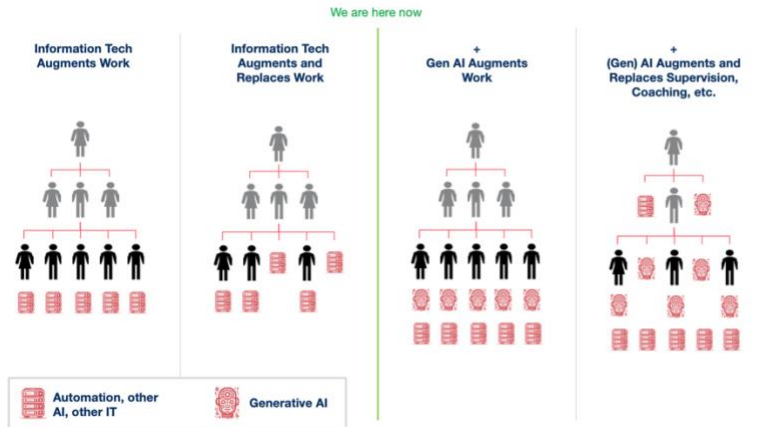 We are here now
Information Tech
Augments Work
Information Tech
Augments and
Replaces Work
+
Gen AI Augments
Work
+
(Gen) AI Augments and
Replaces Supervision,
Coaching, etc.
Automation, other
AI, other IT
Generative AI